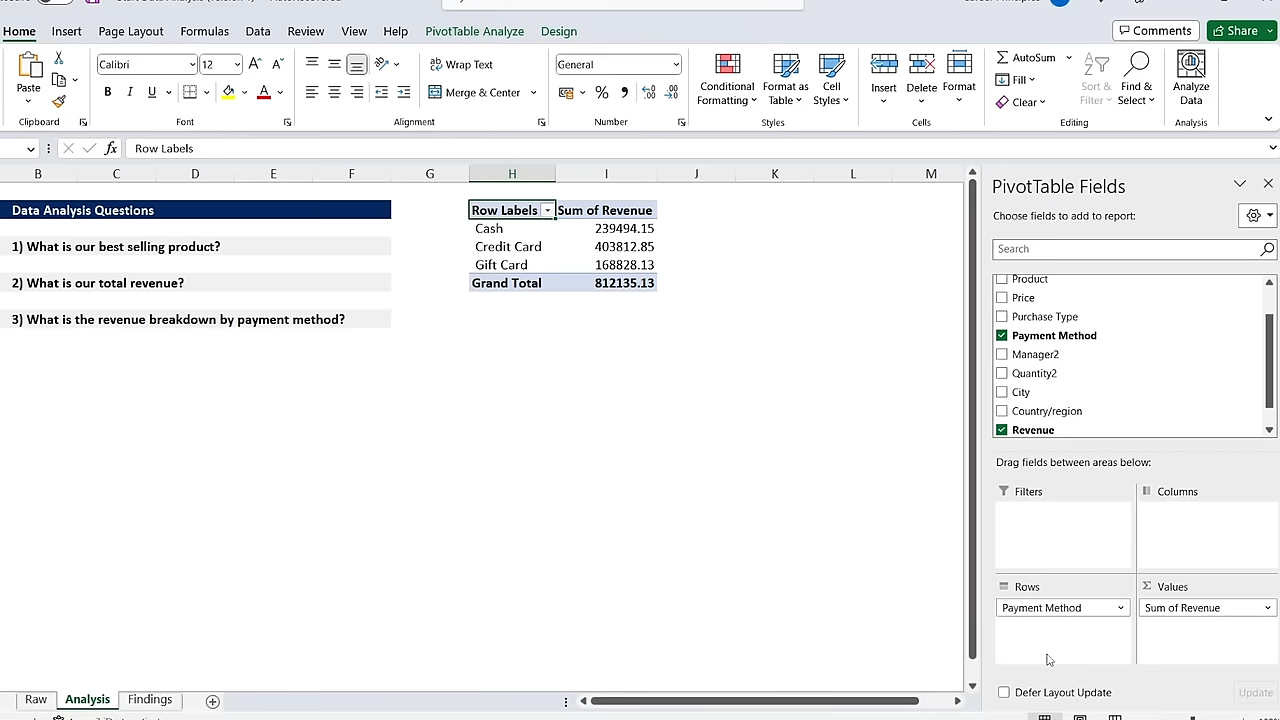 Home Insert Page Layout Formulas Data Review View Help PivotTable Analyze Design Comments Share
Paste
Clipboard
Calibri 12
B I U
Font
Wrap Text
Merge & Center
Alignment
General
Number
Conditional Formatting
Format as Table
Cell Styles
Styles
Insert Delete Format
Cells
AutoSum
Fill
Clear
Sort & Filter
Find & Select
Editing
Analyze Data
Analysis
fx Row Labels
B C D E F G H I J K L M
Data Analysis Questions
1) What is our best selling product?
2) What is our total revenue?
3) What is the revenue breakdown by payment method?
Row Labels Sum of Revenue
Cash 239494.15
Credit Card 403812.85
Gift Card 168828.13
Grand Total 812135.13
PivotTable Fields
Choose fields to add to report:
Search
Product
Price
Purchase Type
Payment Method
Manager2
Quantity2
City
Country/region
Revenue
Drag fields between areas below:
Filters
Columns
Rows
Values
Payment Method
Sum of Revenue
Defer Layout Update
Update
Raw Analysis Findings